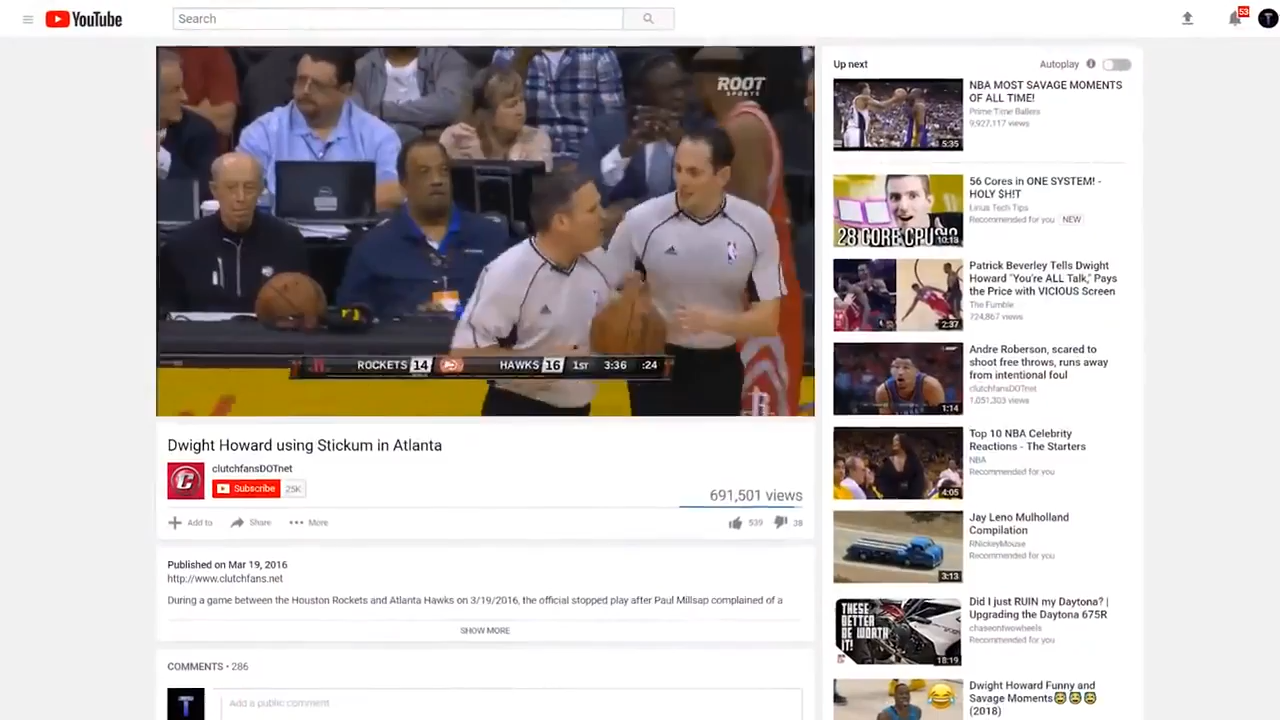 YouTube
Search
53
T
ROOT
SPORTS
ROCKETS 14 HAWKS 16 1ST 3:36 :24
Dwight Howard using Stickum in Atlanta
clutchfansDOTnet
Subscribe 25K
691,501 views
Add to Share More 539 38
Published on Mar 19, 2016
http://www.clutchfans.net
During a game between the Houston Rockets and Atlanta Hawks on 3/19/2016, the official stopped play after Paul Millsap complained of a
SHOW MORE
COMMENTS • 286
T
Add a public comment
Up next Autoplay
NBA MOST SAVAGE MOMENTS
OF ALL TIME!
Prime Time Ballers
9,927,117 views
5:35
56 Cores in ONE SYSTEM! -
HOLY $H!T
Linus Tech Tips
Recommended for you NEW
28 CORE CPU
10:13
Patrick Beverley Tells Dwight
Howard "You're ALL Talk," Pays
the Price with VICIOUS Screen
The Fumble
724,867 views
2:37
Andre Roberson, scared to
shoot free throws, runs away
from intentional foul
clutchfansDOTnet
1,051,303 views
1:14
Top 10 NBA Celebrity
Reactions - The Starters
NBA
Recommended for you
4:05
Jay Leno Mulholland
Compilation
RNickeyMouse
Recommended for you
3:13
Did I just RUIN my Daytona? |
Upgrading the Daytona 675R
chaseontwowheels
Recommended for you
THESE
BETTER
BE WORTH
IT!
18:19
Dwight Howard Funny and
Savage Moments😂😂😂
(2018)